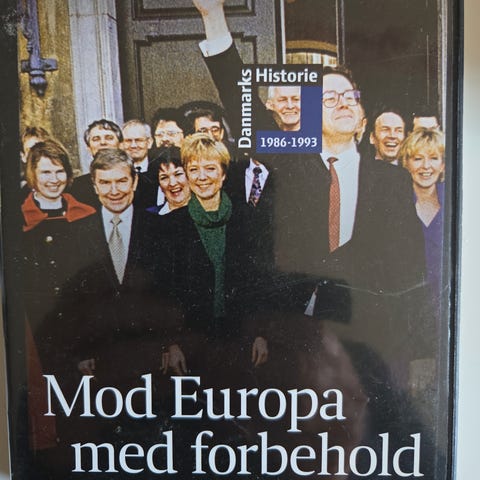 Danmarks
Historie
1986-1993
Mod Europa
med forbehold